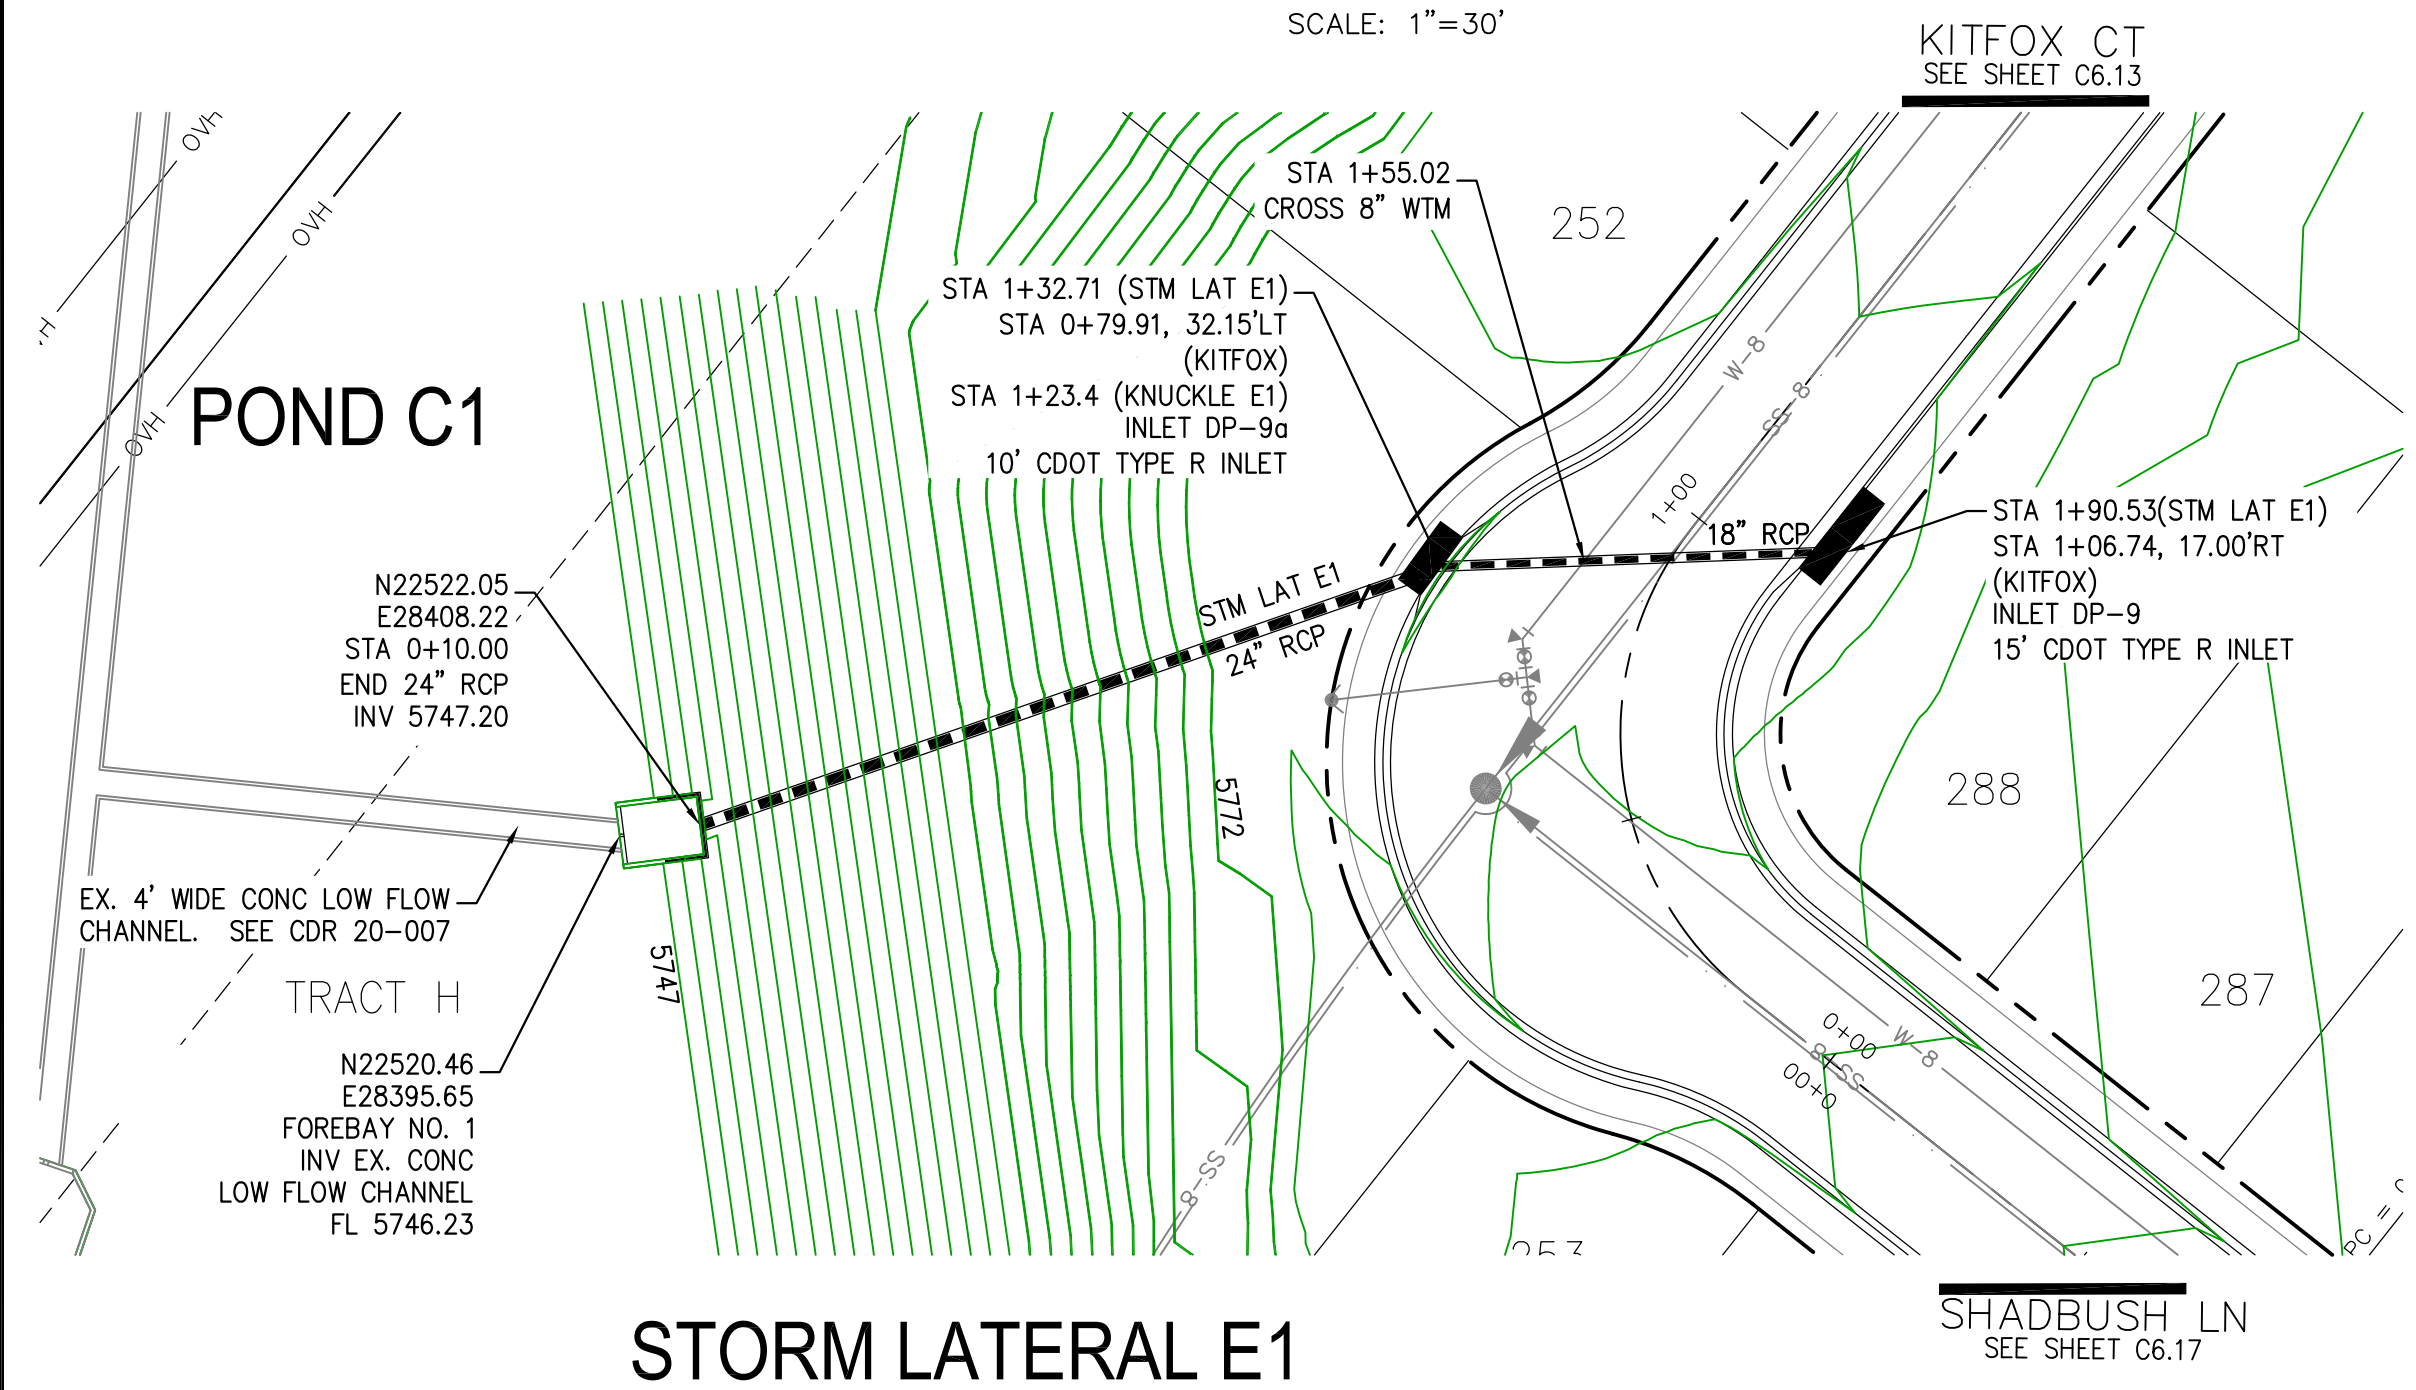 SCALE: 1”=30’
KITFOX CT
SEE SHEET C6.13
OVH
OVH
OVH
STA 1+55.02
CROSS 8” WTM
252
STA 1+32.71 (STM LAT E1)
STA 0+79.91, 32.15’LT
(KITFOX)
STA 1+23.4 (KNUCKLE E1)
INLET DP-9a
10’ CDOT TYPE R INLET
W-8
SS-8
POND C1
1+00
18” RCP
STA 1+90.53(STM LAT E1)
STA 1+06.74, 17.00’RT
(KITFOX)
INLET DP-9
15’ CDOT TYPE R INLET
N22522.05
E28408.22
STA 0+10.00
END 24” RCP
INV 5747.20
STM LAT E1
24” RCP
5772
288
EX. 4’ WIDE CONC LOW FLOW
CHANNEL. SEE CDR 20-007
5747
TRACT H
287
0+00
W-8
8-SS
0+00
N22520.46
E28395.65
FOREBAY NO. 1
INV EX. CONC
LOW FLOW CHANNEL
FL 5746.23
8-SS
253
PC =
SHADBUSH LN
SEE SHEET C6.17
STORM LATERAL E1